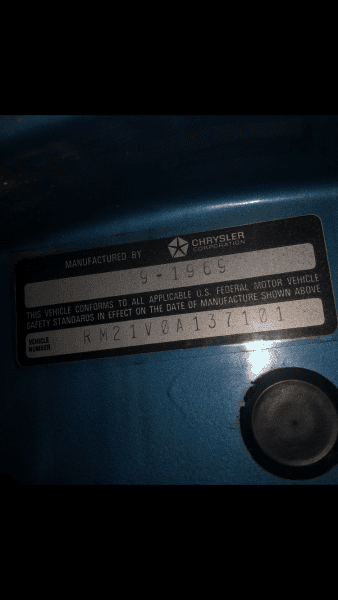 MANUFACTURED BY CHRYSLER CORPORATION
9-1969
THIS VEHICLE CONFORMS TO ALL APPLICABLE U.S. FEDERAL MOTOR VEHICLE
SAFETY STANDARDS IN EFFECT ON THE DATE OF MANUFACTURE SHOWN ABOVE
VEHICLE NUMBER RM21V0A137101